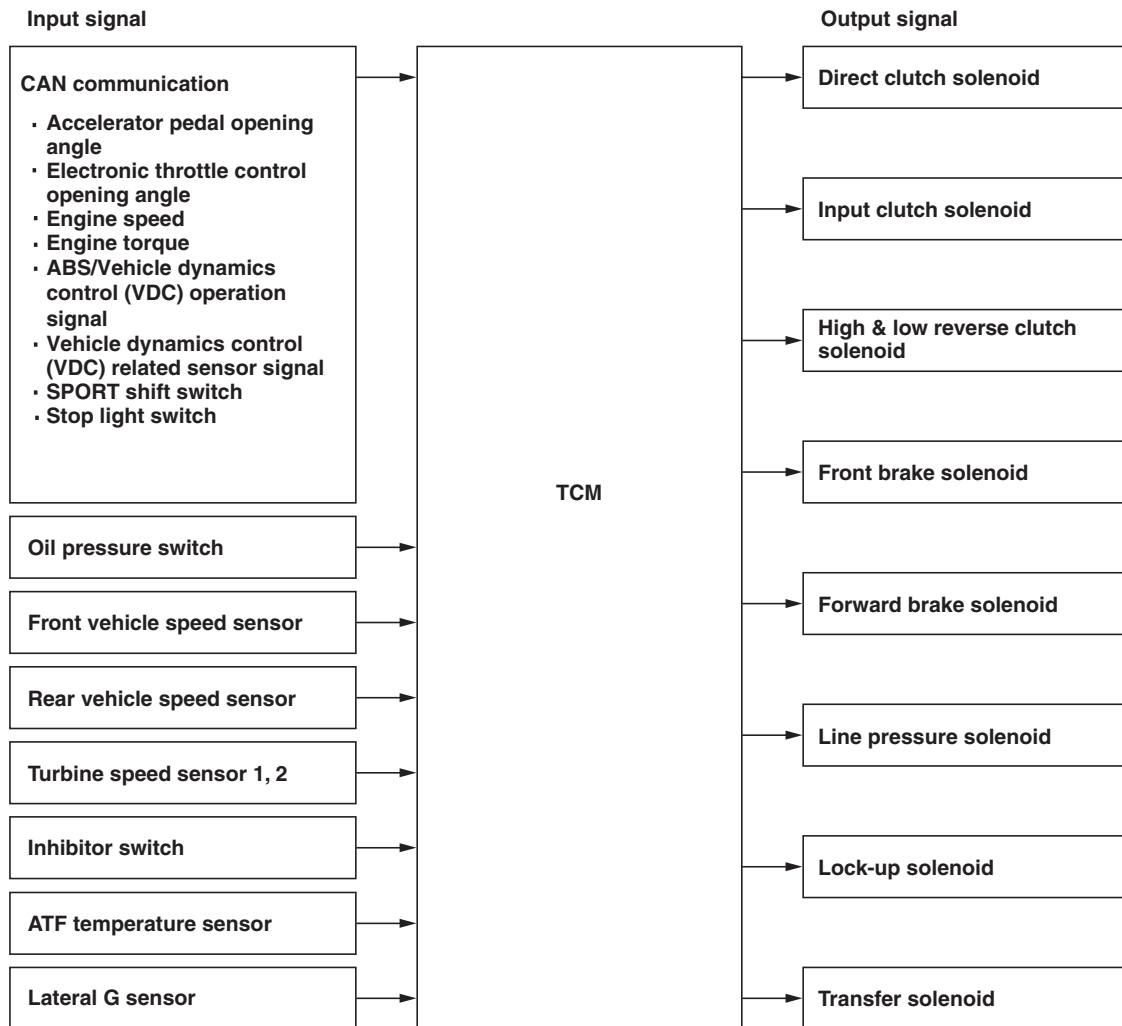 Input signal
CAN communication
· Accelerator pedal opening
angle
· Electronic throttle control
opening angle
· Engine speed
· Engine torque
· ABS/Vehicle dynamics
control (VDC) operation
signal
· Vehicle dynamics control
(VDC) related sensor signal
· SPORT shift switch
· Stop light switch
Oil pressure switch
Front vehicle speed sensor
Rear vehicle speed sensor
Turbine speed sensor 1, 2
Inhibitor switch
ATF temperature sensor
Lateral G sensor
TCM
Output signal
Direct clutch solenoid
Input clutch solenoid
High & low reverse clutch
solenoid
Front brake solenoid
Forward brake solenoid
Line pressure solenoid
Lock-up solenoid
Transfer solenoid